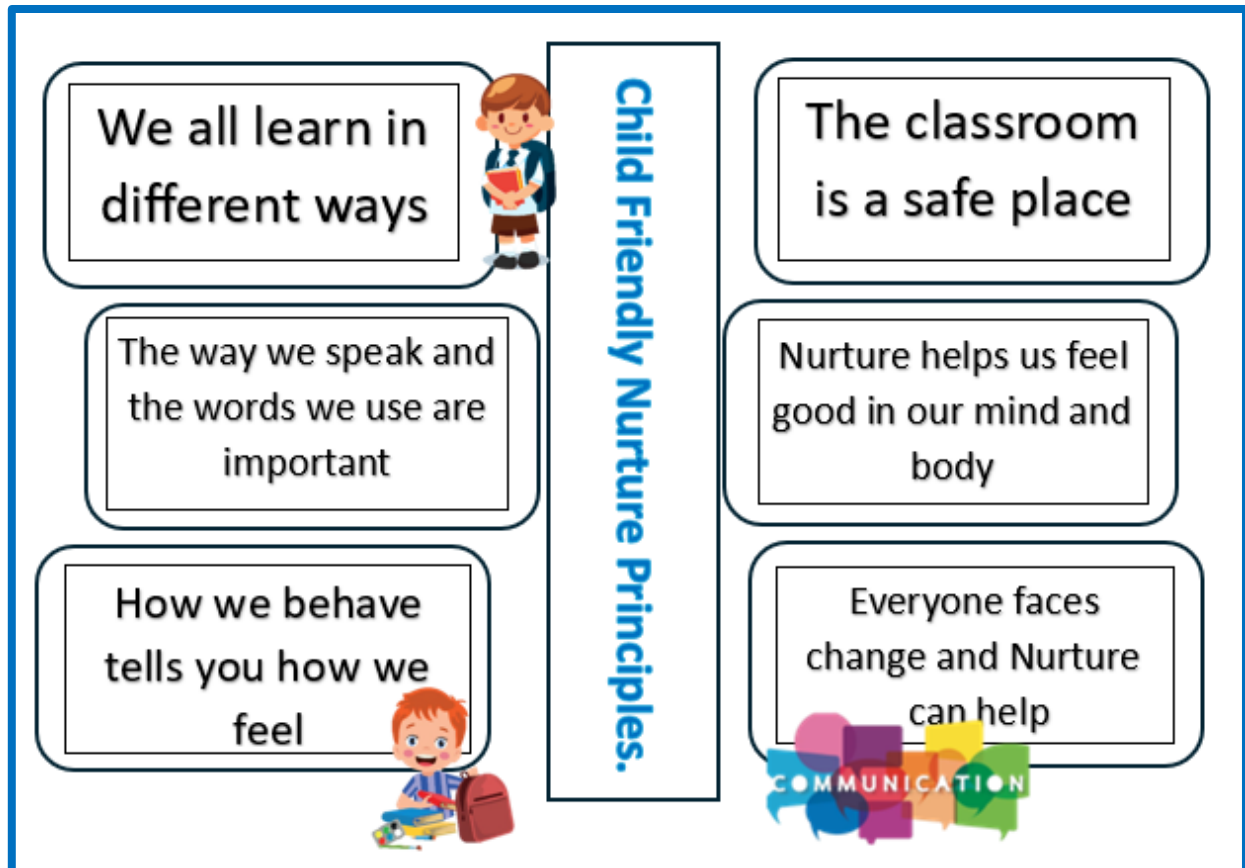 We all learn in
different ways
The way we speak and
the words we use are
important
How we behave
tells you how we
feel
Child Friendly Nurture Principles.
The classroom
is a safe place
Nurture helps us feel
good in our mind and
body
Everyone faces
change and Nurture
can help
COMMUNICATION